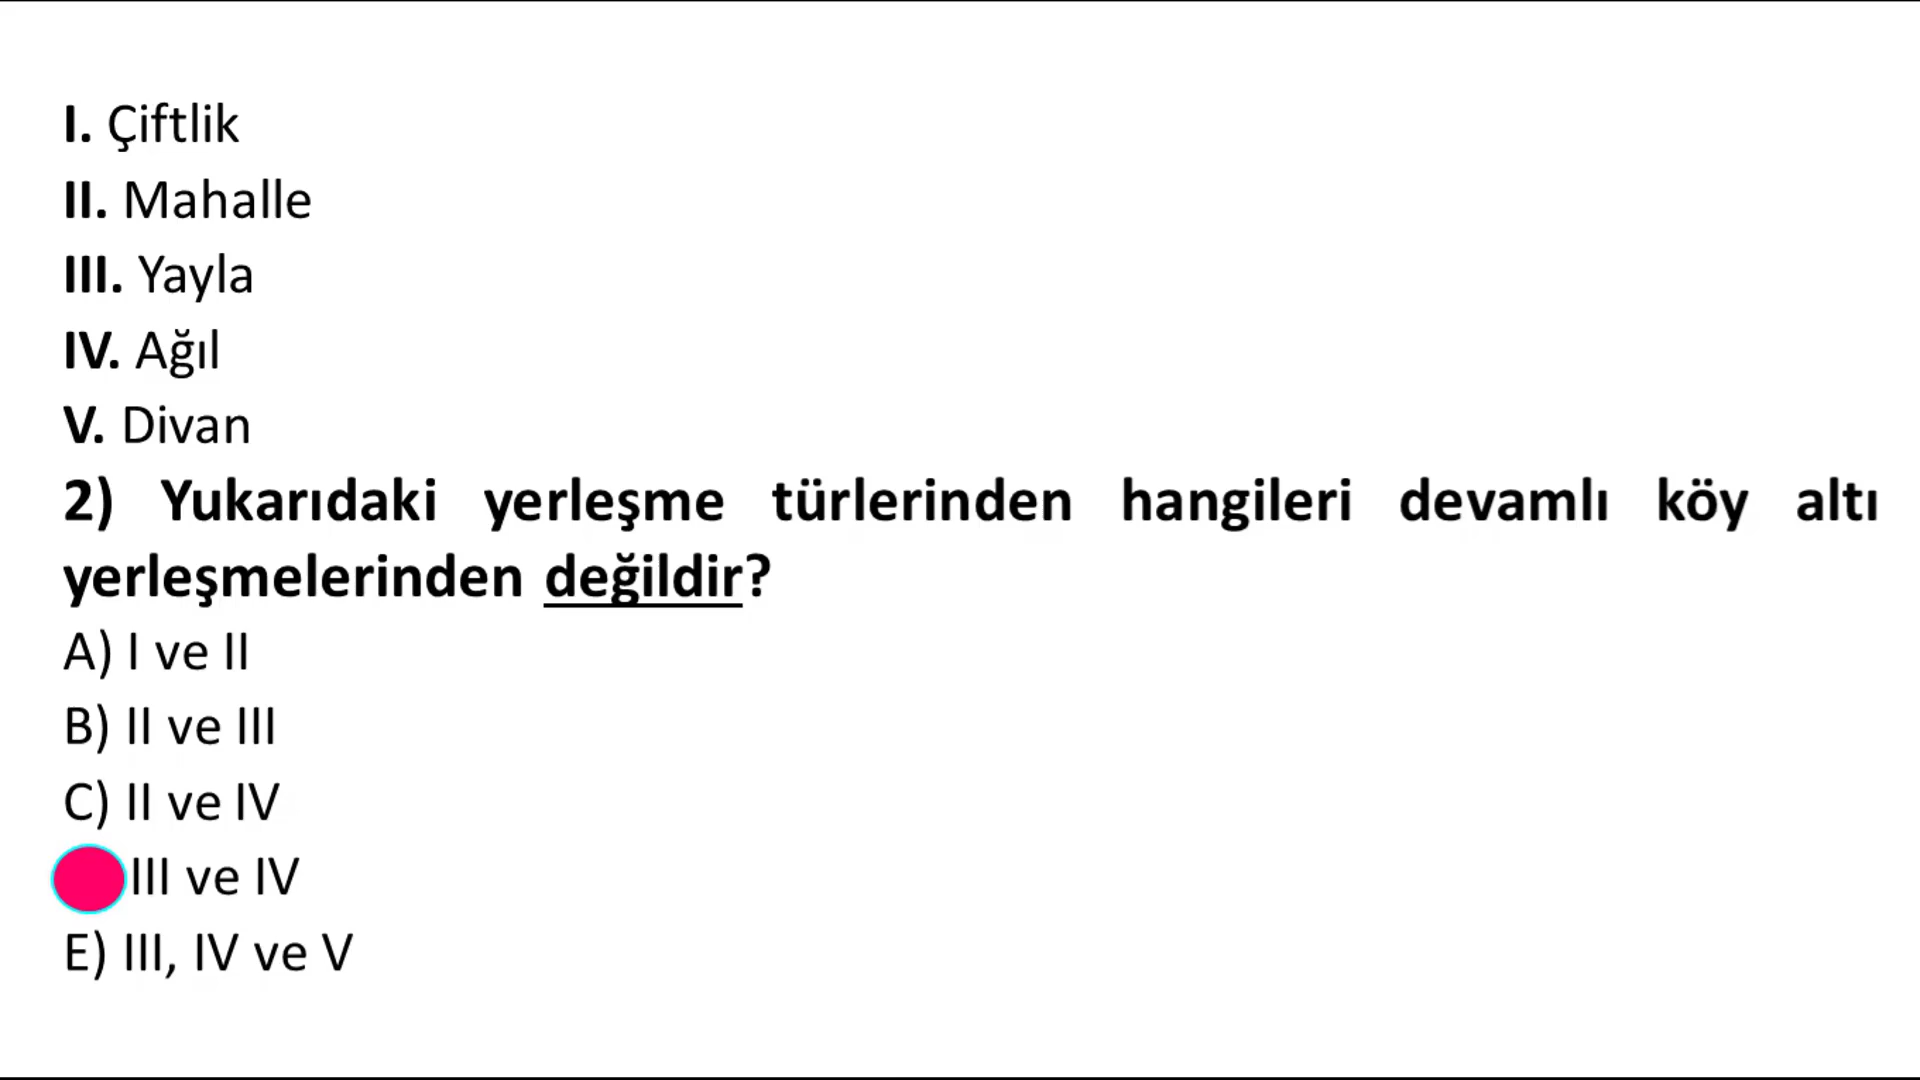 I. Çiftlik
II. Mahalle
III. Yayla
IV. Ağıl
V. Divan
2) Yukarıdaki yerleşme türlerinden hangileri devamlı köy altı
yerleşmelerinden değildir?
A) I ve II
B) II ve III
C) II ve IV
III ve IV
E) III, IV ve V